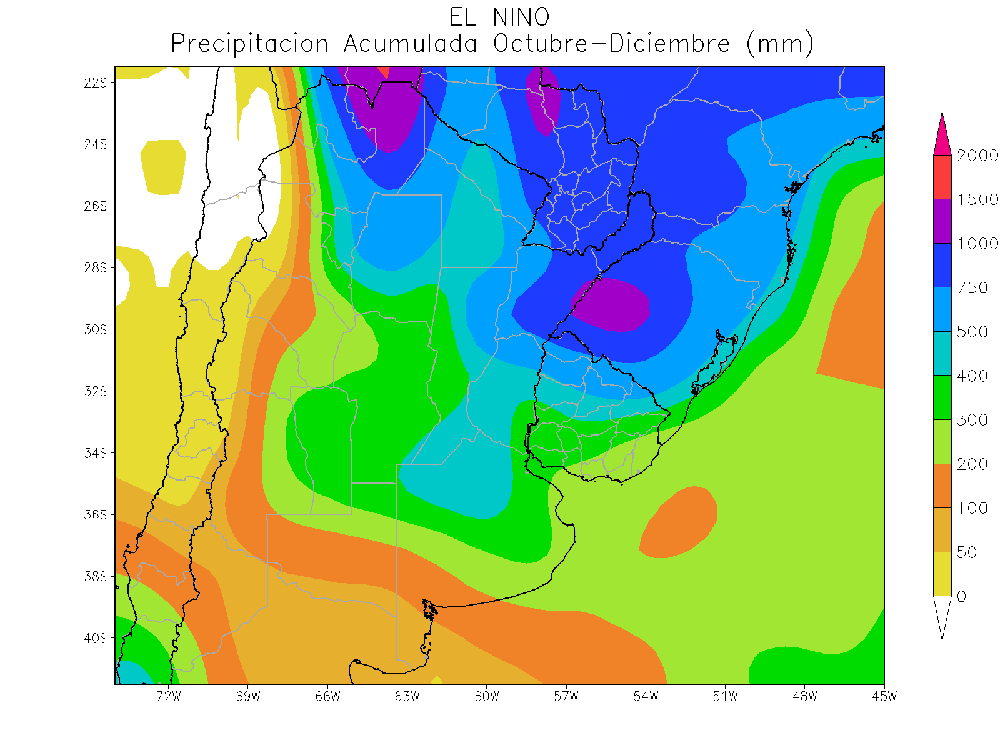 EL NINO
Precipitacion Acumulada Octubre-Diciembre (mm)
22S
24S
26S
28S
30S
32S
34S
36S
38S
40S
72W 69W 66W 63W 60W 57W 54W 51W 48W 45W
2000
1500
1000
750
500
400
300
200
100
50
0